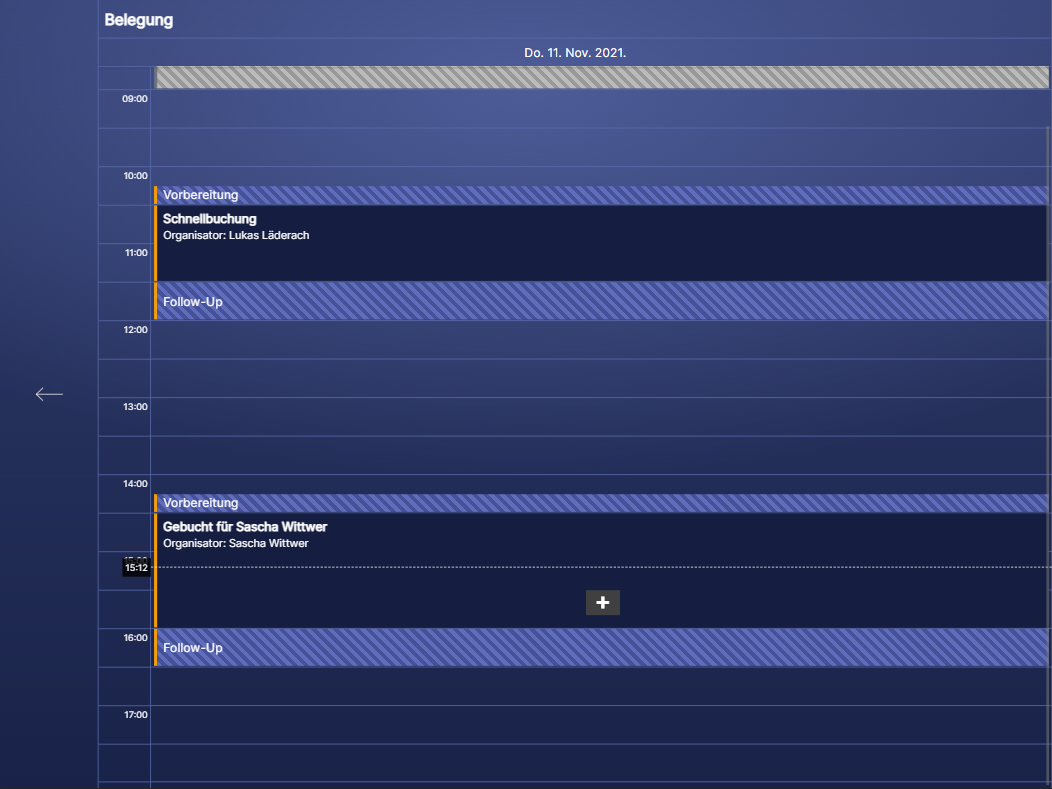 Belegung
Do. 11. Nov. 2021.
09:00
10:00
Vorbereitung
Schnellbuchung
Organisator: Lukas Läderach
11:00
Follow-Up
12:00
13:00
14:00
Vorbereitung
Gebucht für Sascha Wittwer
Organisator: Sascha Wittwer
15:12
16:00
Follow-Up
17:00